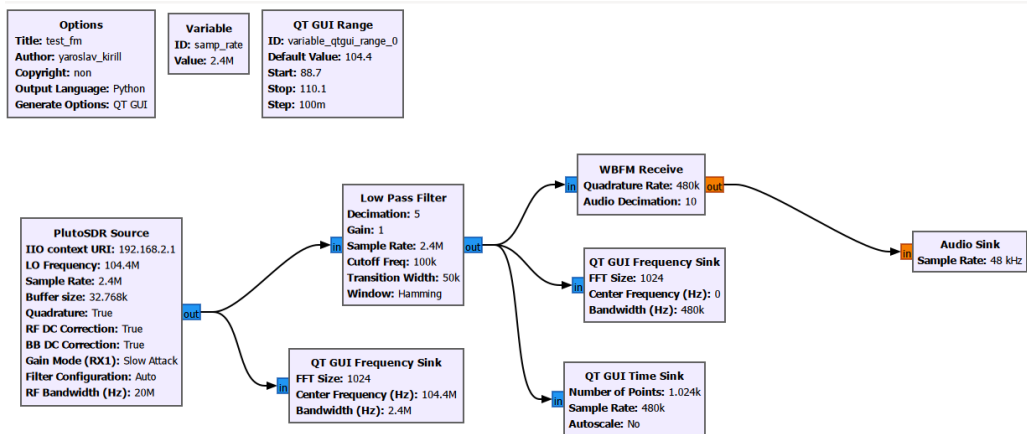 Options
Title: test_fm
Author: yaroslav_kirill
Copyright: non
Output Language: Python
Generate Options: QT GUI
Variable
ID: samp_rate
Value: 2.4M
QT GUI Range
ID: variable_qtgui_range_0
Default Value: 104.4
Start: 88.7
Stop: 110.1
Step: 100m
PlutoSDR Source
IIO context URI: 192.168.2.1
LO Frequency: 104.4M
Sample Rate: 2.4M
Buffer size: 32.768k
Quadrature: True
RF DC Correction: True
BB DC Correction: True
Gain Mode (RX1): Slow Attack
Filter Configuration: Auto
RF Bandwidth (Hz): 20M
out
in
Low Pass Filter
Decimation: 5
Gain: 1
Sample Rate: 2.4M
Cutoff Freq: 100k
Transition Width: 50k
Window: Hamming
out
in
QT GUI Frequency Sink
FFT Size: 1024
Center Frequency (Hz): 104.4M
Bandwidth (Hz): 2.4M
in
WBFM Receive
Quadrature Rate: 480k
Audio Decimation: 10
out
in
QT GUI Frequency Sink
FFT Size: 1024
Center Frequency (Hz): 0
Bandwidth (Hz): 480k
in
QT GUI Time Sink
Number of Points: 1.024k
Sample Rate: 480k
Autoscale: No
in
Audio Sink
Sample Rate: 48 kHz